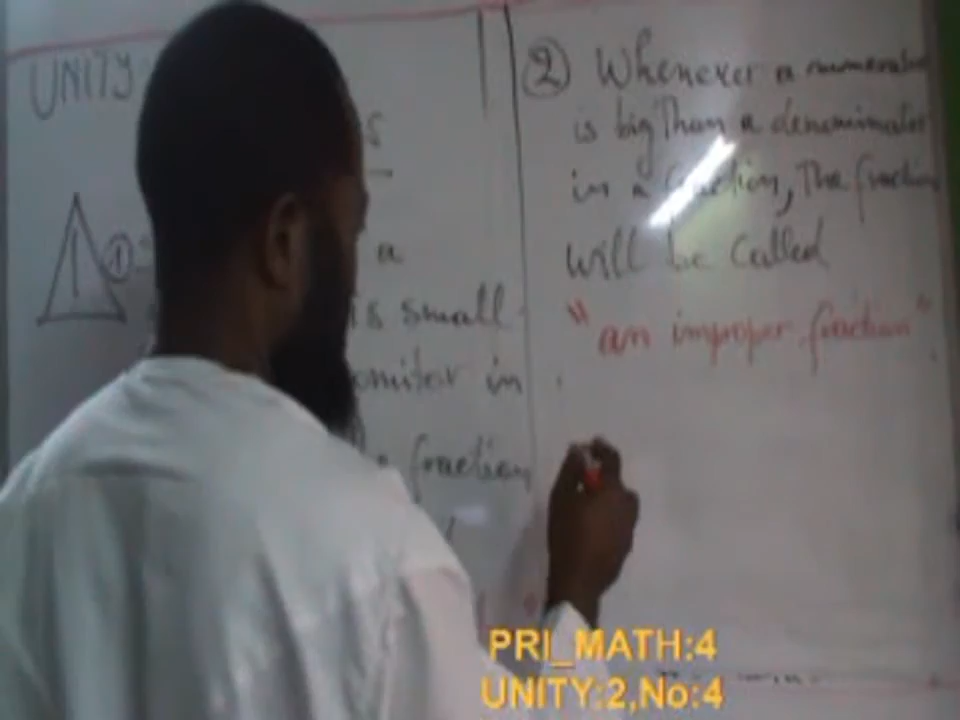 UNITY
S
1
①
a
is small
in
fraction
② Whenever a numerator
is big Than a denominator
in a fraction, The fraction
will be called
"an improper fraction"
PRI_MATH:4
UNITY:2,No:4